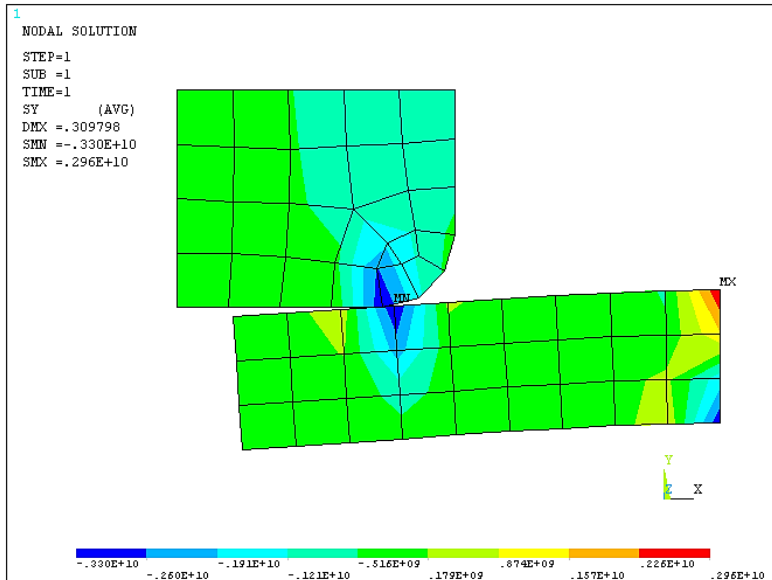 1
NODAL SOLUTION
STEP=1
SUB =1
TIME=1
SY (AVG)
DMX =.309798
SMN =-.330E+10
SMX =.296E+10
MX
MN
Y
Z X
-.330E+10 -.191E+10 -.516E+09 .874E+09 .226E+10
-.260E+10 -.121E+10 .179E+09 .157E+10 .296E+10